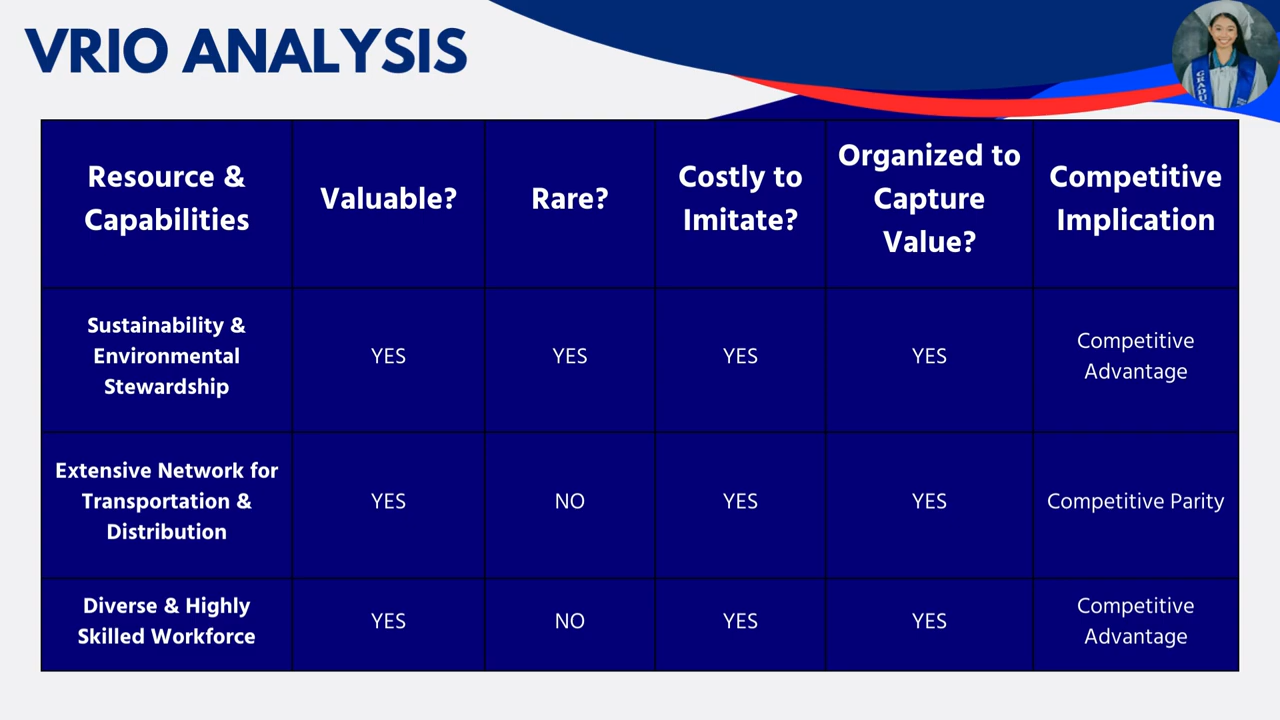 VRIO ANALYSIS
Resource &
Capabilities
Valuable?
Rare?
Costly to
Imitate?
Organized to
Capture
Value?
Competitive
Implication
Sustainability &
Environmental
Stewardship
YES
YES
YES
YES
Competitive
Advantage
Extensive Network for
Transportation &
Distribution
YES
NO
YES
YES
Competitive Parity
Diverse & Highly
Skilled Workforce
YES
NO
YES
YES
Competitive
Advantage